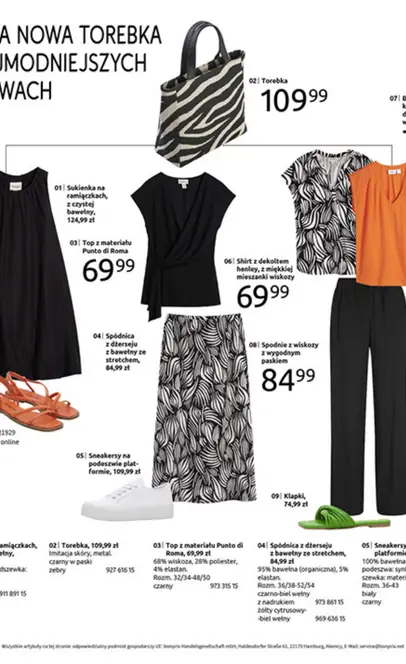 A NOWA TOREBKA
UMODNIEJSZYCH
WACH
02 | Torebka
109 99
07 | B
01 | Sukienka na
ramiączkach,
z czystej
bawełny,
124,99 zł
03 | Top z materiału
Punto di Roma
69 99
06 | Shirt z dekoltem
henley, z miękkiej
mieszanki wiskozy
69 99
04 | Spódnica
z dżerseju
z bawełny ze
stretchem,
84,99 zł
08 | Spodnie z wiskozy
z wygodnym
paskiem
84 99
1929
online
05 | Sneakersy na
podeszwie plat-
formie, 109,99 zł
09 | Klapki,
74,99 zł
amiączkach,
ełny,
dszewka:
911 891 15
02 | Torebka, 109,99 zł
Imitacja skóry, metal.
czarny w paski
zebry 927 616 15
03 | Top z materiału Punto di
Roma, 69,99 zł
68% wiskoza, 28% poliester,
4% elastan.
Rozm. 32/34-48/50
czarny 973 315 15
04 | Spódnica z dżerseju
z bawełny ze stretchem,
84,99 zł
95% bawełna (organiczna), 5%
elastan.
Rozm. 36/38-52/54
czarno-biel wełny
z nadrukiem 973 861 15
żółty cytrusowy-
biel wełny 969 636 15
05 | Sneakersy
platformie
100% bawełna
podeszwa: synt
szewka: materi
Rozm. 36-43
biały
czarny
Wszystkie artykuły na tej stronie: odpowiedzialny podmiot gospodarczy UE: bonprix Handelsgesellschaft mbH, Haldesdorfer Straße 61, 22179 Hamburg, Niemcy, E-Mail: service@bonprix.net